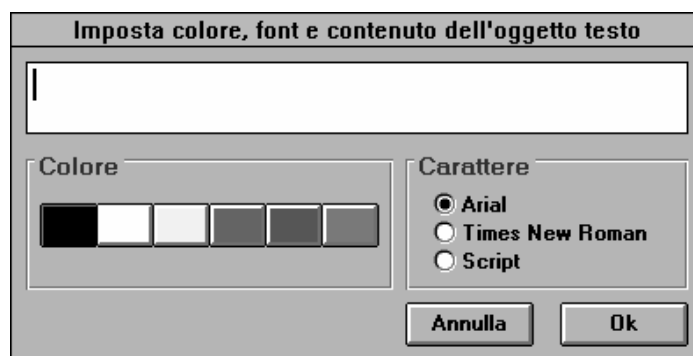 Imposta colore, font e contenuto dell'oggetto testo
Colore
Carattere
Arial
Times New Roman
Script
Annulla
Ok